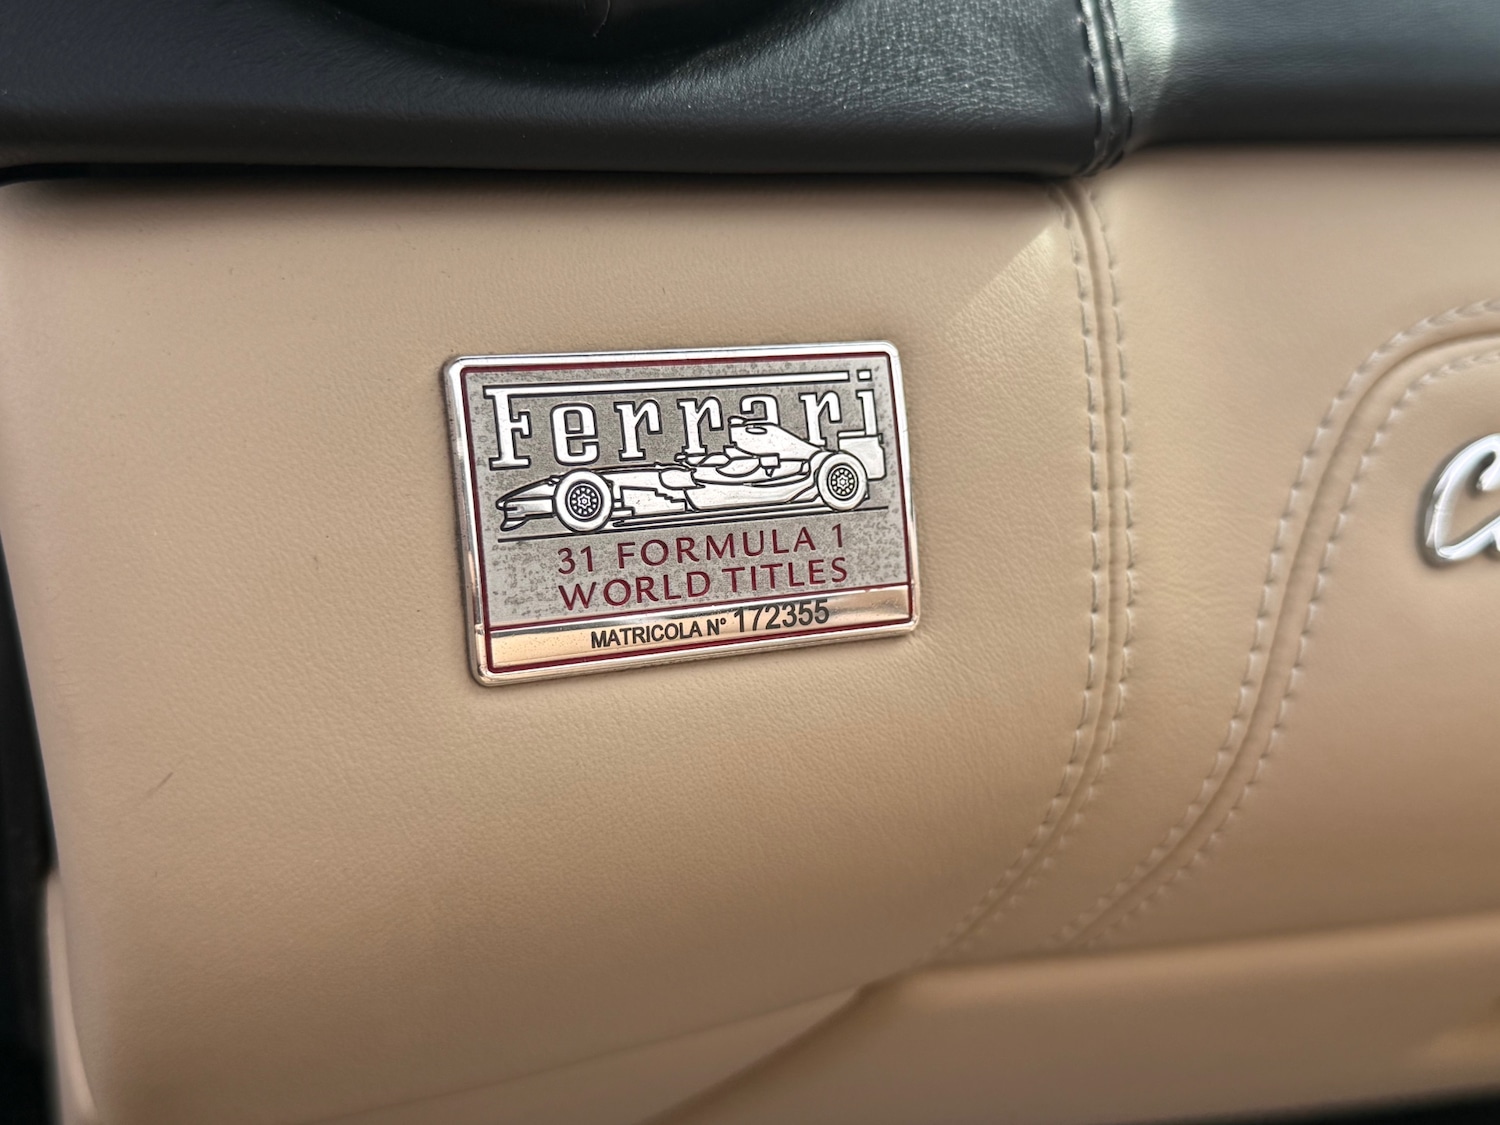 Ferrari
31 FORMULA 1
WORLD TITLES
MATRICOLA N° 172355